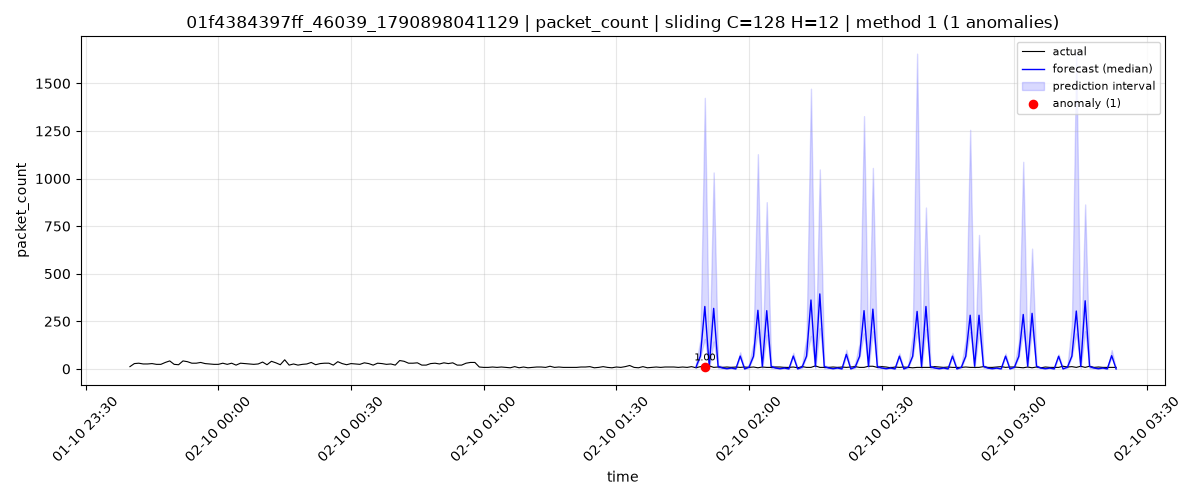 01f4384397ff_46039_1790898041129 | packet_count | sliding C=128 H=12 | method 1 (1 anomalies)
actual
forecast (median)
prediction interval
anomaly (1)
packet_count
1500
1250
1000
750
500
250
0
1.00
01-10 23:30
02-10 00:00
02-10 00:30
02-10 01:00
02-10 01:30
02-10 02:00
02-10 02:30
02-10 03:00
02-10 03:30
time